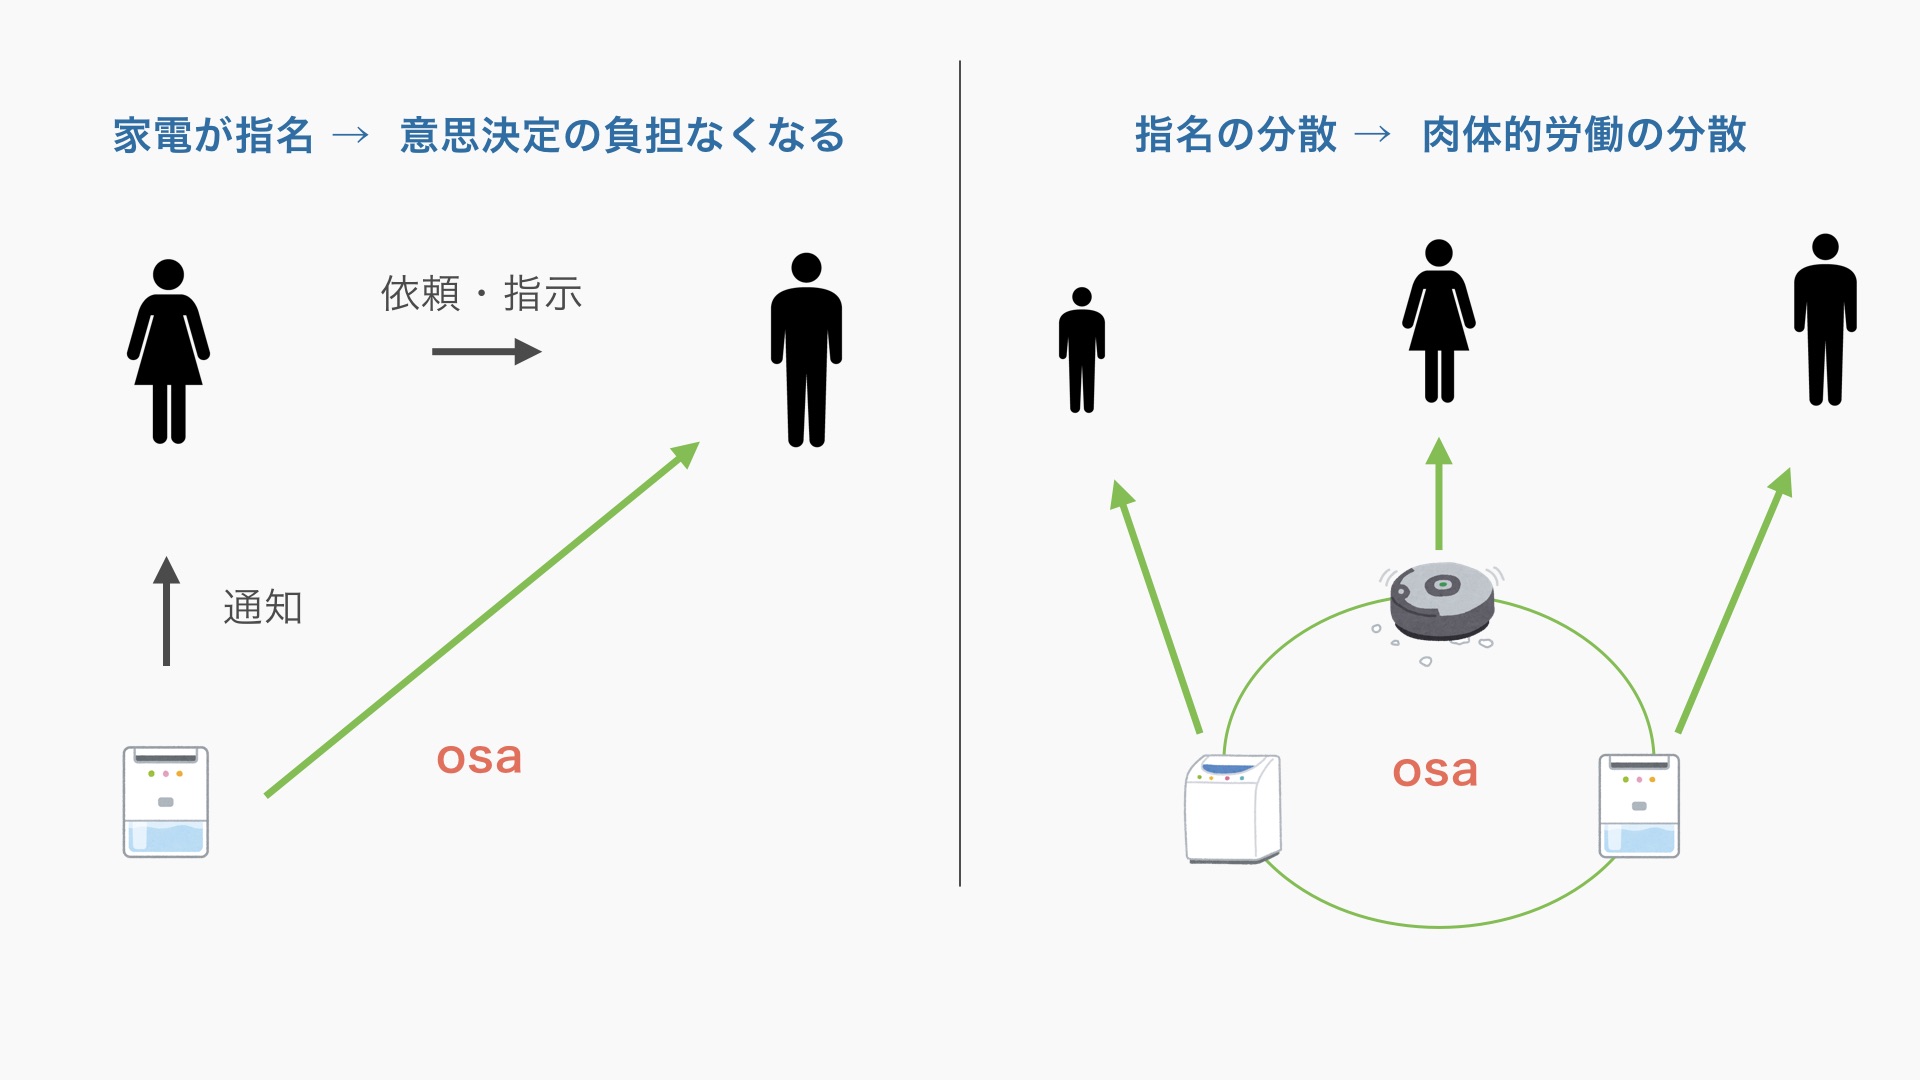 家電が指名 → 意思決定の負担なくなる
依頼・指示
通知
osa
指名の分散 → 肉体的労働の分散
osa